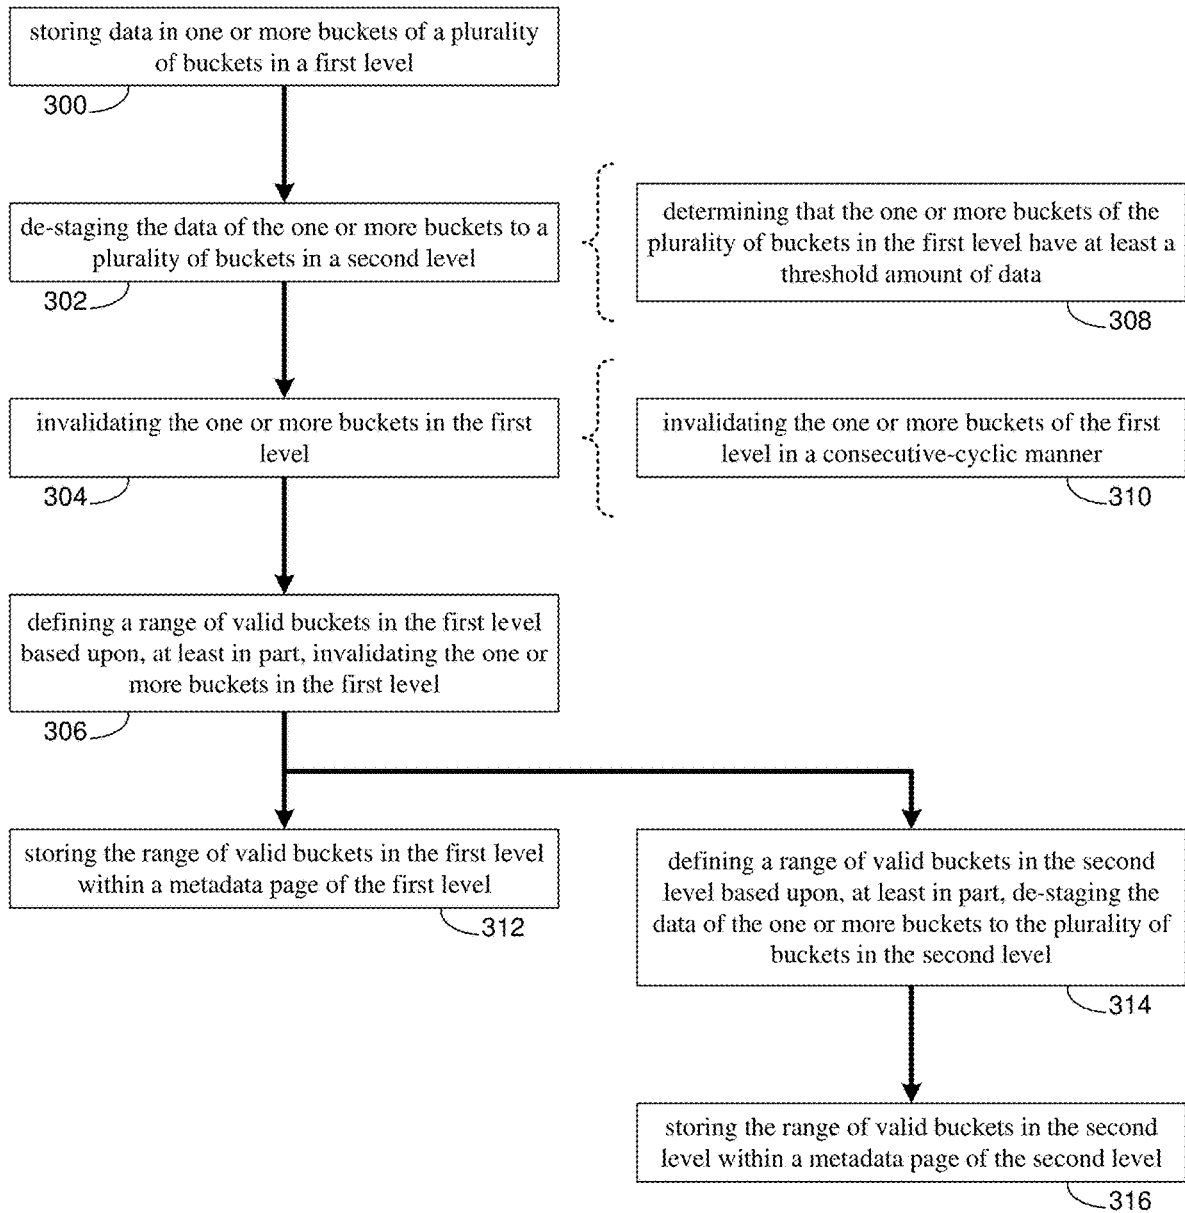 storing data in one or more buckets of a plurality
of buckets in a first level
300
de-staging the data of the one or more buckets to a
plurality of buckets in a second level
302
determining that the one or more buckets of the
plurality of buckets in the first level have at least a
threshold amount of data
308
invalidating the one or more buckets in the first
level
304
invalidating the one or more buckets of the first
level in a consecutive-cyclic manner
310
defining a range of valid buckets in the first level
based upon, at least in part, invalidating the one or
more buckets in the first level
306
storing the range of valid buckets in the first level
within a metadata page of the first level
312
defining a range of valid buckets in the second
level based upon, at least in part, de-staging the
data of the one or more buckets to the plurality of
buckets in the second level
314
storing the range of valid buckets in the second
level within a metadata page of the second level
316